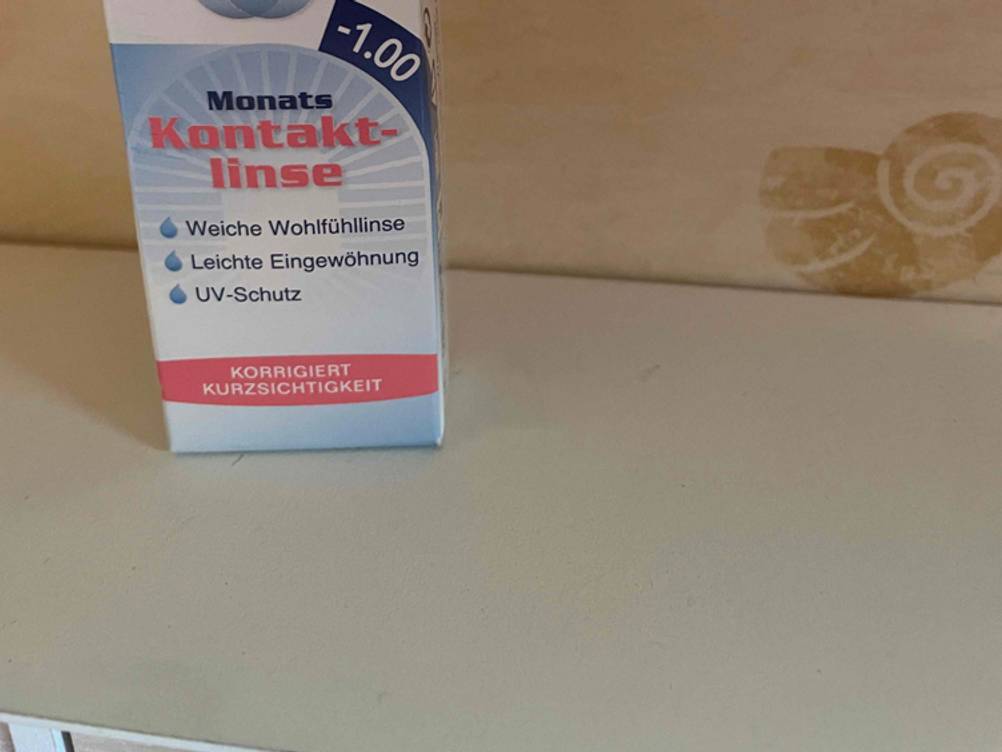 -1.00
Monats
Kontakt-
linse
Weiche Wohlfühllinse
Leichte Eingewöhnung
UV-Schutz
KORRIGIERT
KURZSICHTIGKEIT